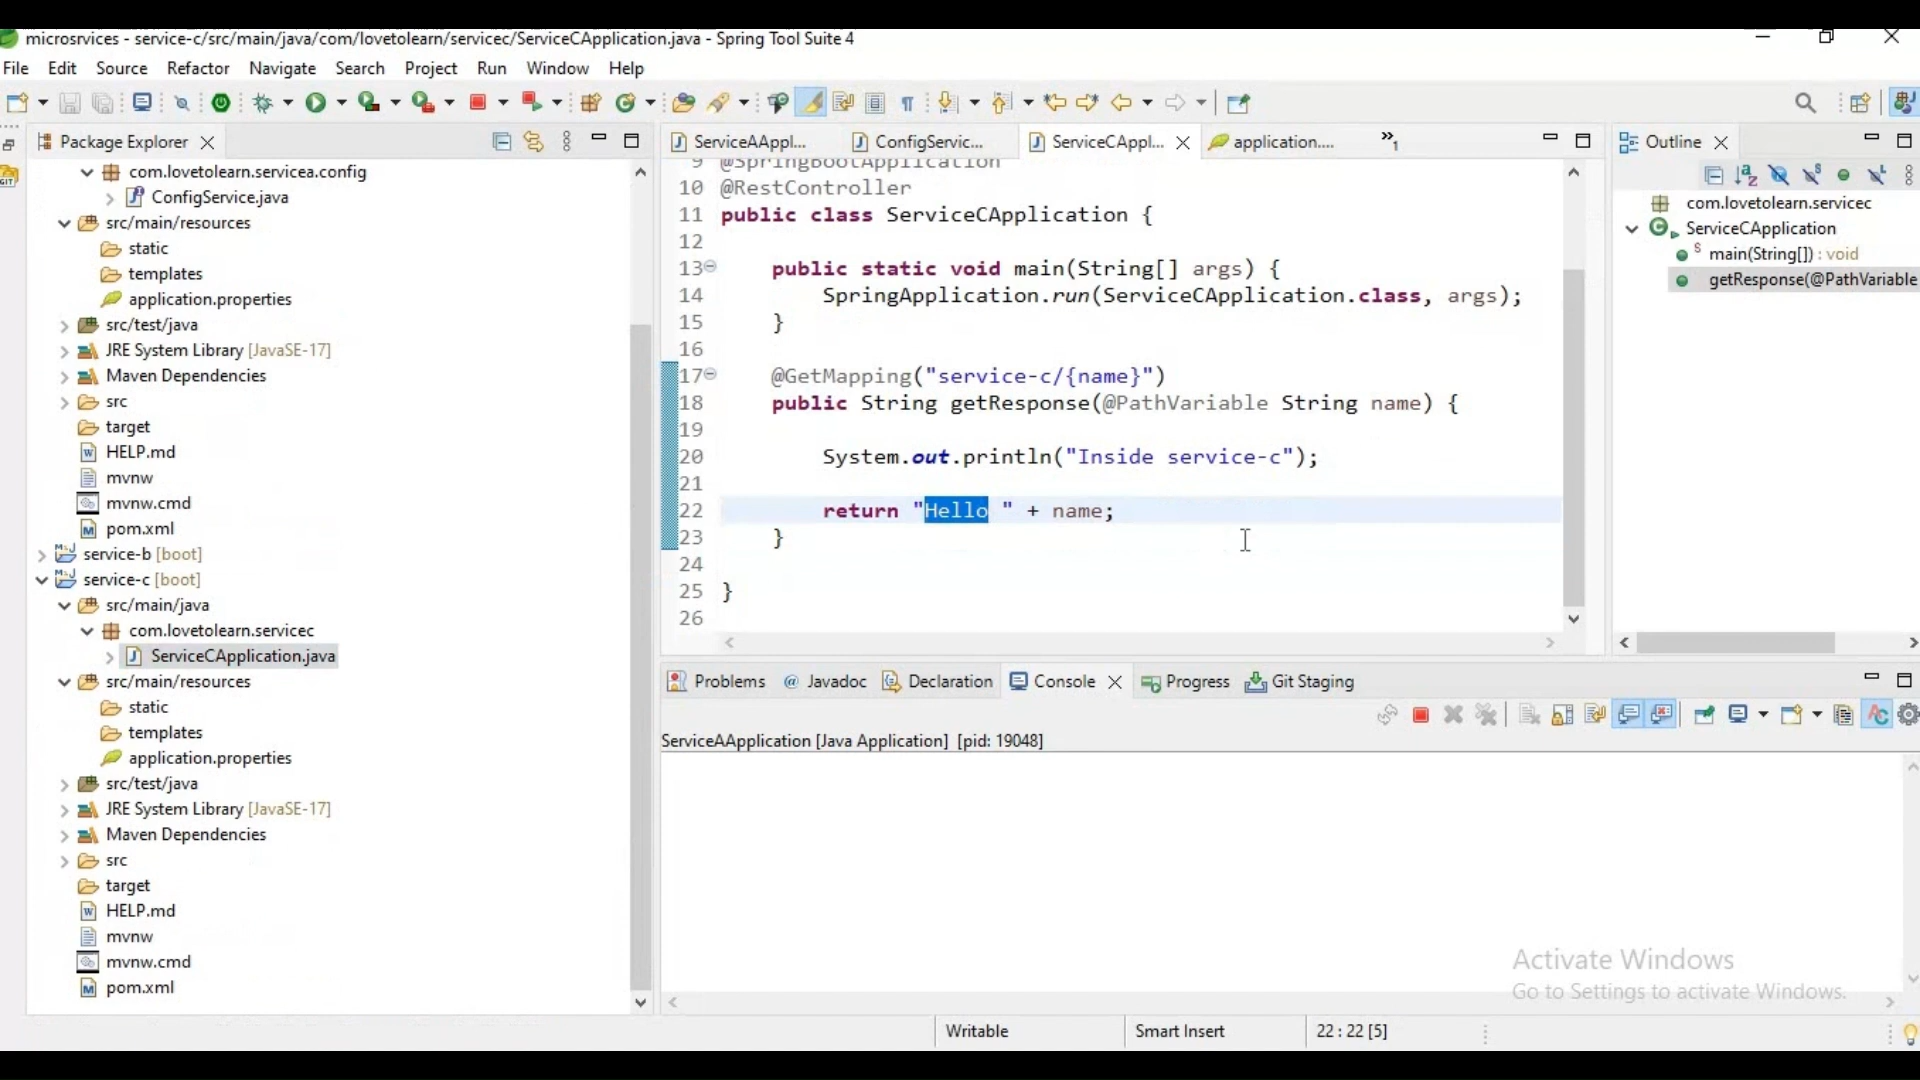 microsrvices - service-c/src/main/java/com/lovetolearn/servicec/ServiceCApplication.java - Spring Tool Suite 4
File Edit Source Refactor Navigate Search Project Run Window Help
Package Explorer
com.lovetolearn.servicea.config
ConfigService.java
src/main/resources
static
templates
application.properties
src/test/java
JRE System Library [JavaSE-17]
Maven Dependencies
src
target
HELP.md
mvnw
mvnw.cmd
pom.xml
service-b [boot]
service-c [boot]
src/main/java
com.lovetolearn.servicec
ServiceCApplication.java
src/main/resources
static
templates
application.properties
src/test/java
JRE System Library [JavaSE-17]
Maven Dependencies
src
target
HELP.md
mvnw
mvnw.cmd
pom.xml
ServiceAAppl... ConfigServic... ServiceCAppl... application.... »1
9 @SpringBootApplication
10 @RestController
11 public class ServiceCApplication {
12
13 public static void main(String[] args) {
14 SpringApplication.run(ServiceCApplication.class, args);
15 }
16
17 @GetMapping("service-c/{name}")
18 public String getResponse(@PathVariable String name) {
19
20 System.out.println("Inside service-c");
21
22 return "Hello " + name;
23 }
24
25 }
26
Outline
com.lovetolearn.servicec
ServiceCApplication
main(String[]) : void
getResponse(@PathVariable
Problems Javadoc Declaration Console Progress Git Staging
ServiceAApplication [Java Application] [pid: 19048]
Activate Windows
Go to Settings to activate Windows.
Writable Smart Insert 22 : 22 [5]